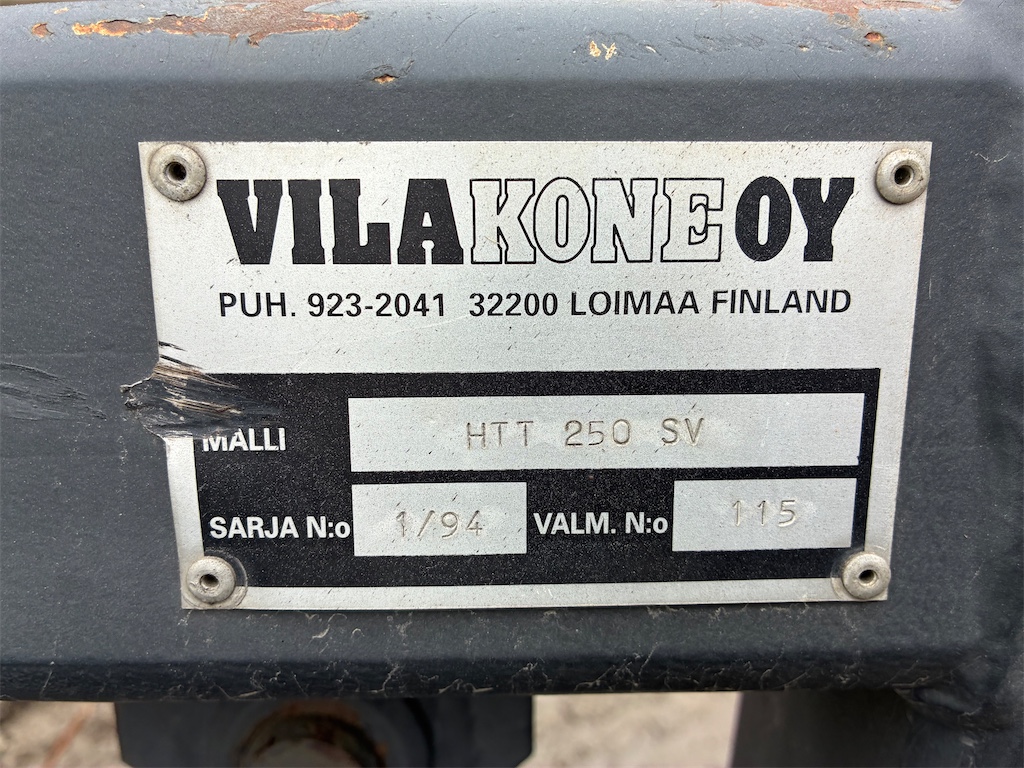 VILAKONE OY
PUH. 923-2041 32200 LOIMAA FINLAND
MALLI HTT 250 SV
SARJA N:o 1/94 VALM. N:o 115